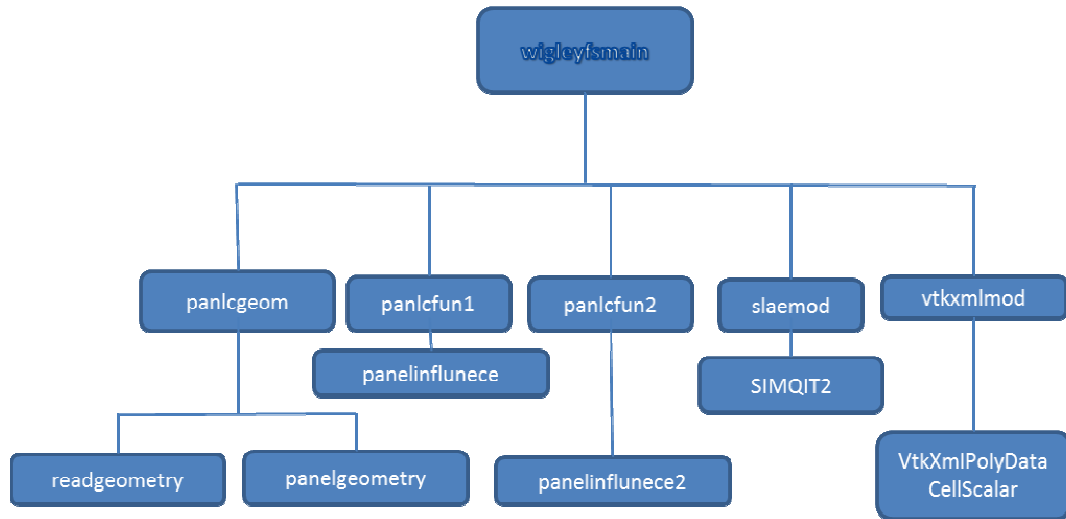 wigleyfsmain
panlcgeom
panlcfun1
panlcfun2
slaemod
vtkxmlmod
panelinflunece
SIMQIT2
readgeometry
panelgeometry
panelinflunece2
VtkXmlPolyData
CellScalar